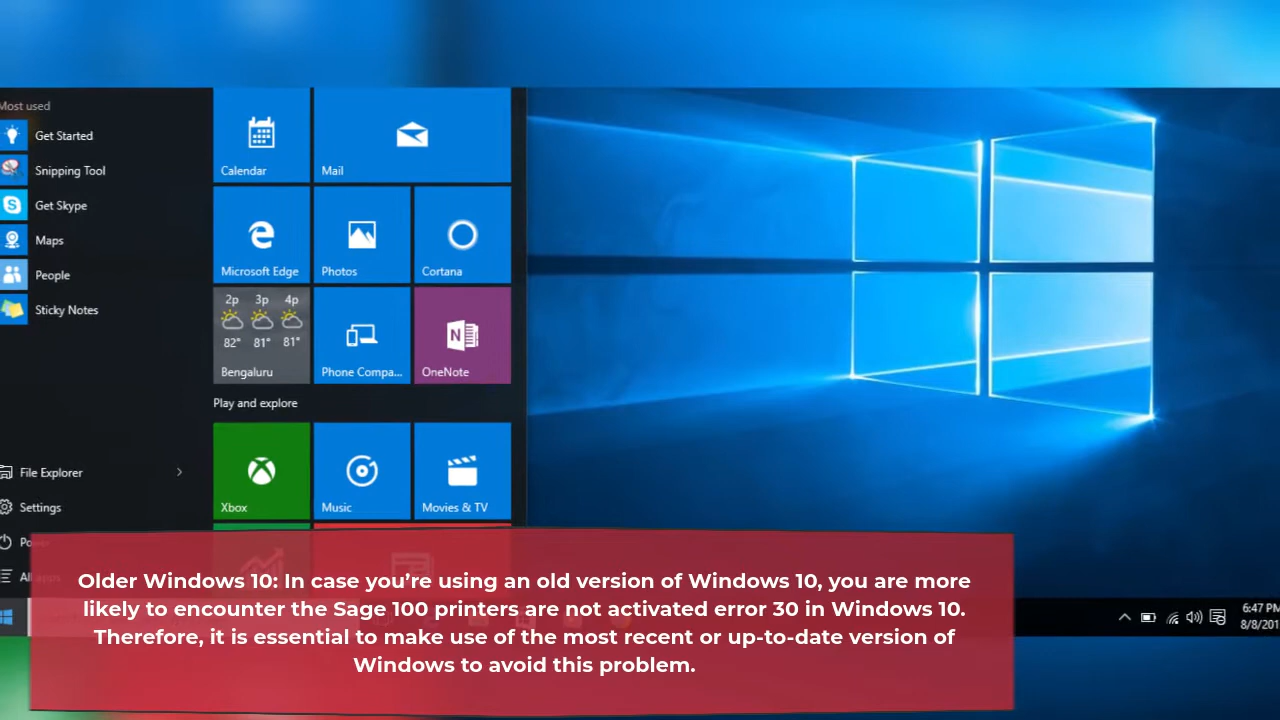 Most used
Get Started
Snipping Tool
Get Skype
Maps
People
Sticky Notes
File Explorer
Settings
Calendar
Mail
Microsoft Edge
Photos
Cortana
2p 3p 4p
82° 81° 81°
Bengaluru
Phone Compa...
OneNote
Play and explore
Xbox
Music
Movies & TV
Older Windows 10: In case you’re using an old version of Windows 10, you are more
likely to encounter the Sage 100 printers are not activated error 30 in Windows 10.
Therefore, it is essential to make use of the most recent or up-to-date version of
Windows to avoid this problem.
6:47 PM
8/8/201